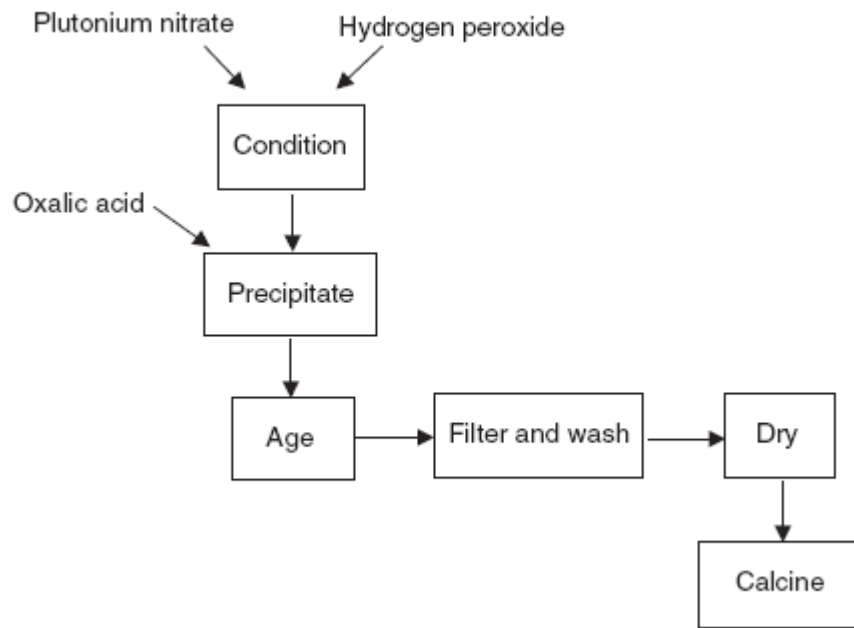 Plutonium nitrate
Hydrogen peroxide
Condition
Oxalic acid
Precipitate
Age
Filter and wash
Dry
Calcine